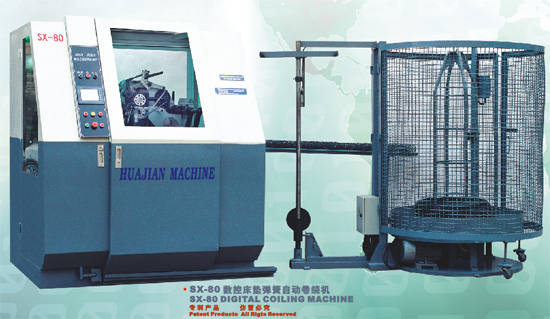 SX-80
HUAJIAN MACHINE
• SX-80 数控床垫弹簧自动卷绕机
SX-80 DIGITAL COILING MACHINE
专利产品 仿冒必究
Patent Products All Rigts Reserved